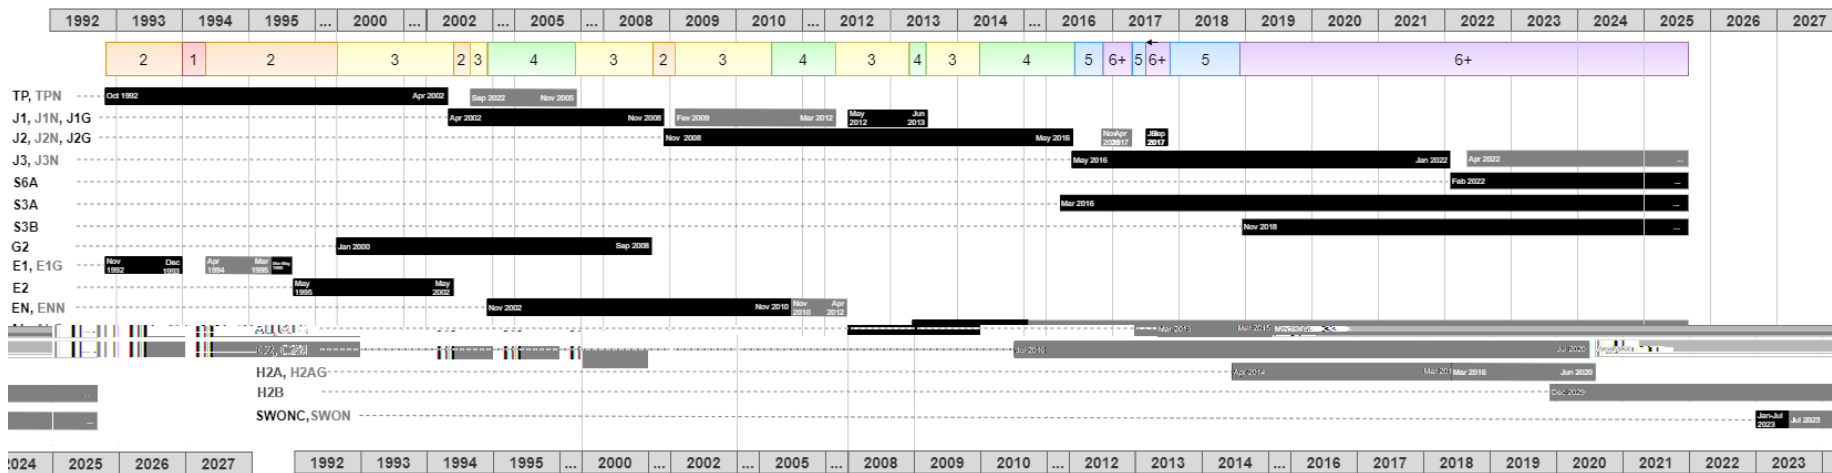 1992 1993 1994 1995 ... 2000 ... 2002 ... 2005 ... 2008 2009 2010 ... 2012 2013 2014 ... 2016 2017 2018 2019 2020 2021 2022 2023 2024 2025 2026 2027
2 1 2 3 2 3 4 3 2 3 4 3 4 3 4 5 6+ 5 6+ 5 6+
TP, TPN Oct 1992 Apr 2002 Sep 2022 Nov 2005
J1, J1N, J1G Apr 2002 Nov 2008 Fev 2009 Mar 2012 May 2012 Jun 2013
J2, J2N, J2G Nov 2008 May 2016 2017 2017
J3, J3N May 2016 Jan 2022 Apr 2022 ...
S6A Feb 2022 ...
S3A Mar 2016 ...
S3B Nov 2018 ...
G2 Jan 2000 Sep 2008
E1, E1G Nov 1992 Dec 1993 Apr 1994 Mar 1995
E2 May 1995 May 2002
EN, ENN Nov 2002 Nov 2010 Nov 2010 Apr 2012
Mar 2013 Mar 2015
Jul 2020
H2A, H2AG Apr 2014 Mar 2016 Jun 2020
... H2B
... SWONC, SWON Jan-Jul 2023 Jul 2023
2024 2025 2026 2027 1992 1993 1994 1995 ... 2000 ... 2002 ... 2005 ... 2008 2009 2010 ... 2012 2013 2014 ... 2016 2017 2018 2019 2020 2021 2022 2023